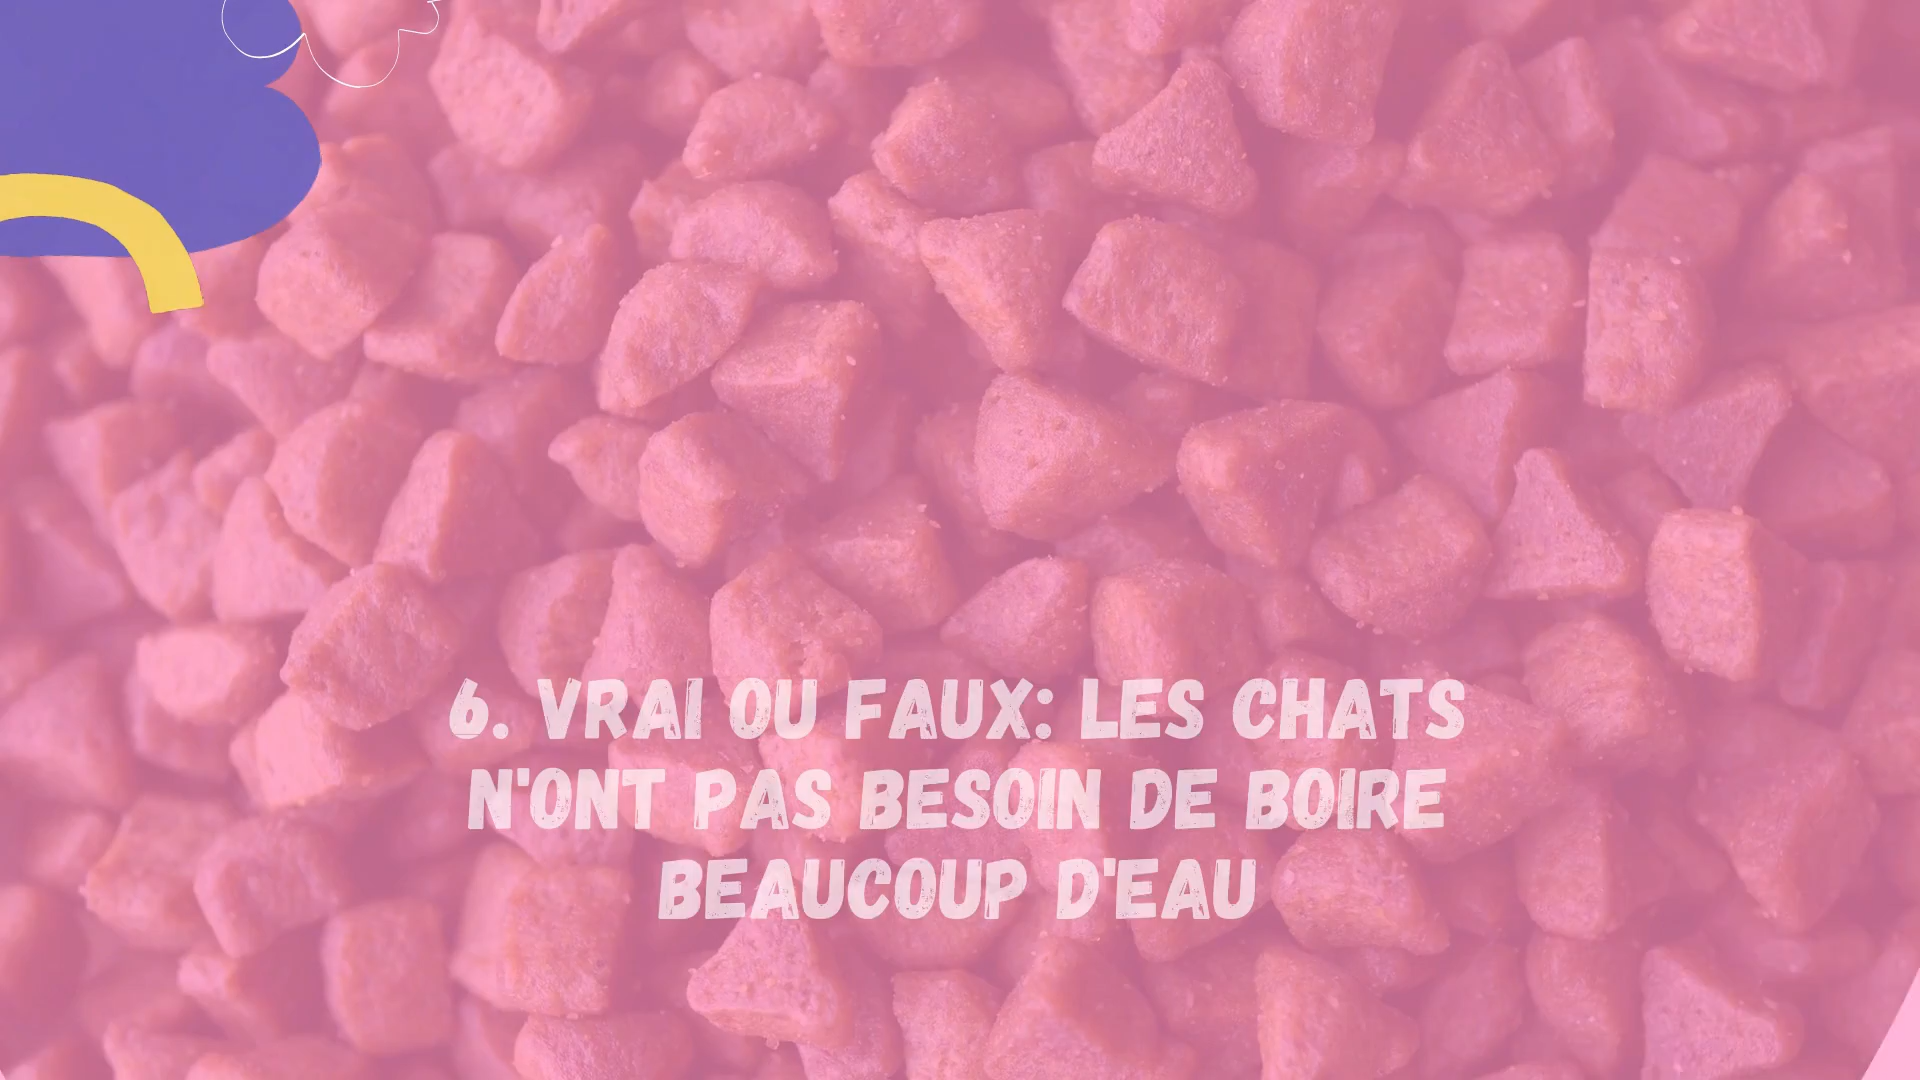 6. VRAI OU FAUX: LES CHATS
N'ONT PAS BESOIN DE BOIRE
BEAUCOUP D'EAU